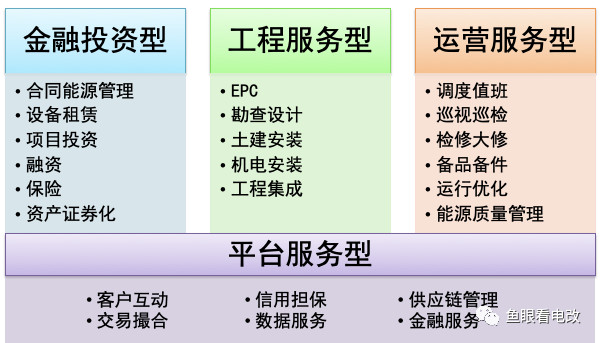 金融投资型
• 合同能源管理
• 设备租赁
• 项目投资
• 融资
• 保险
• 资产证券化
工程服务型
• EPC
• 勘查设计
• 土建安装
• 机电安装
• 工程集成
运营服务型
• 调度值班
• 巡视巡检
• 检修大修
• 备品备件
• 运行优化
• 能源质量管理
平台服务型
• 客户互动
• 交易撮合
• 信用担保
• 数据服务
• 供应链管理
• 金融服务
鱼眼看电改